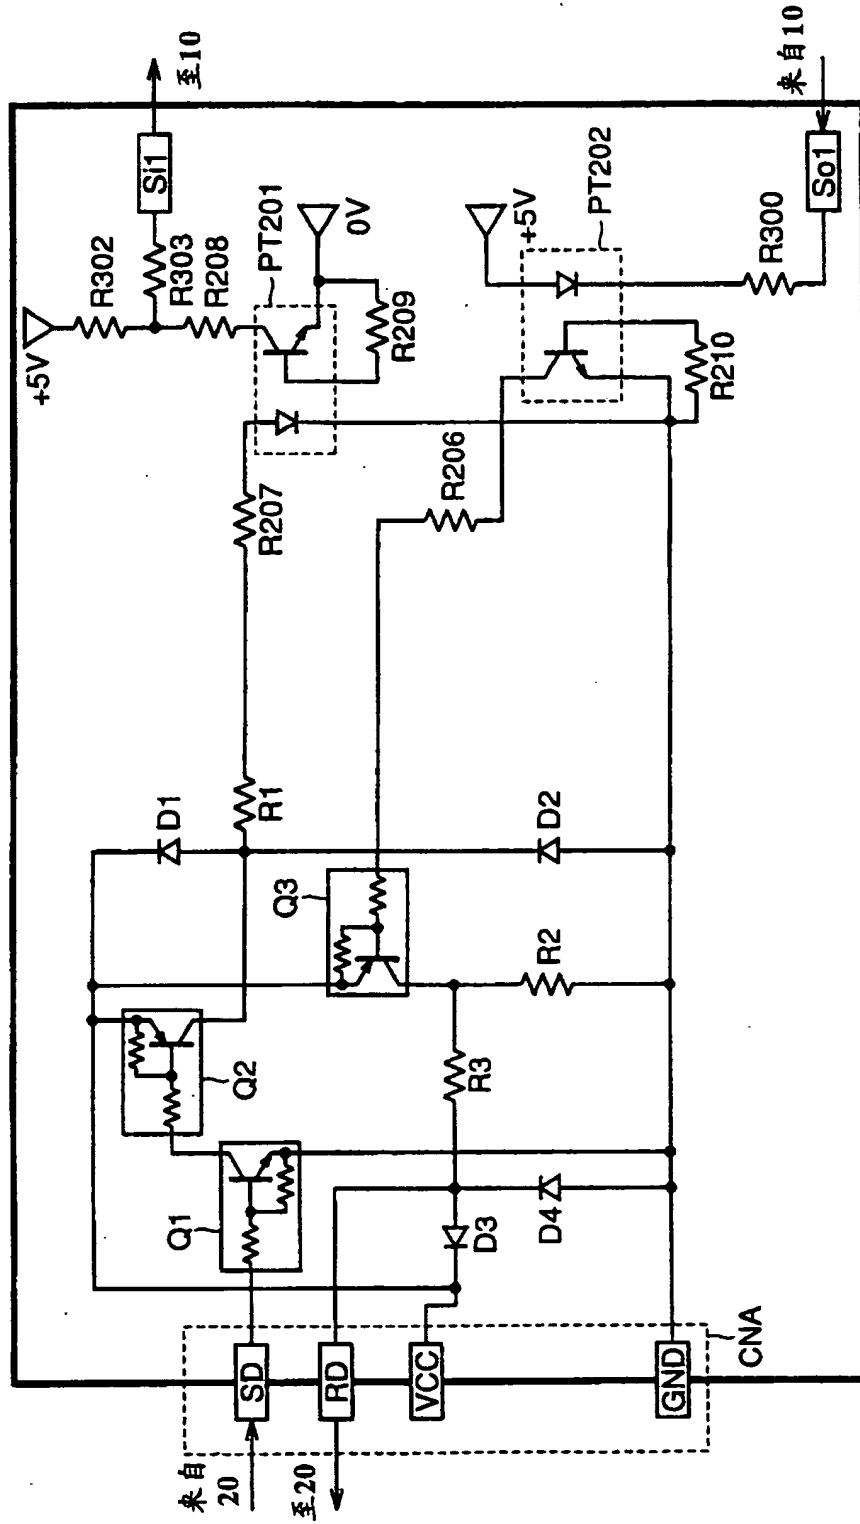 +5V
R302
Si1
至10
R303
R208
PT201
0V
R209
+5V
PT202
R300
So1
来自10
R207
R206
R210
R1
D1
D2
Q3
R2
Q2
R3
Q1
D3
D4
SD
RD
VCC
GND
CNA
来自
20
至20